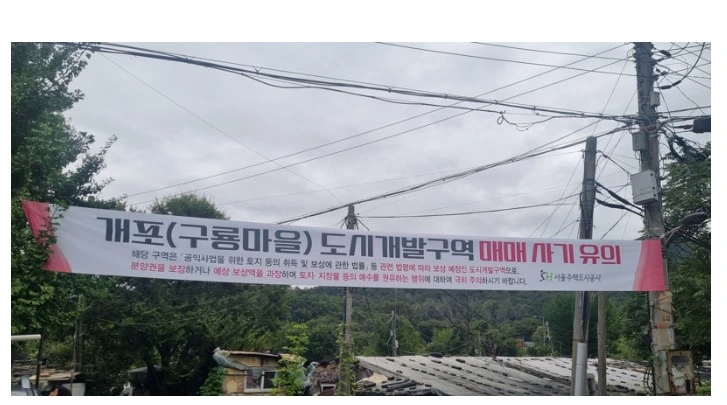 개포(구룡마을) 도시개발구역 매매 사기 유의
해당 구역은 「공익사업을 위한 토지 등의 취득 및 보상에 관한 법률」 등 관련 법령에 따라 보상 예정인 도시개발구역으로,
분양권을 보장하거나 예상 보상액을 과장하며 토지·지장물 등의 매수를 권유하는 행위에 대하여 극히 주의하시기 바랍니다.
SH 서울주택도시공사